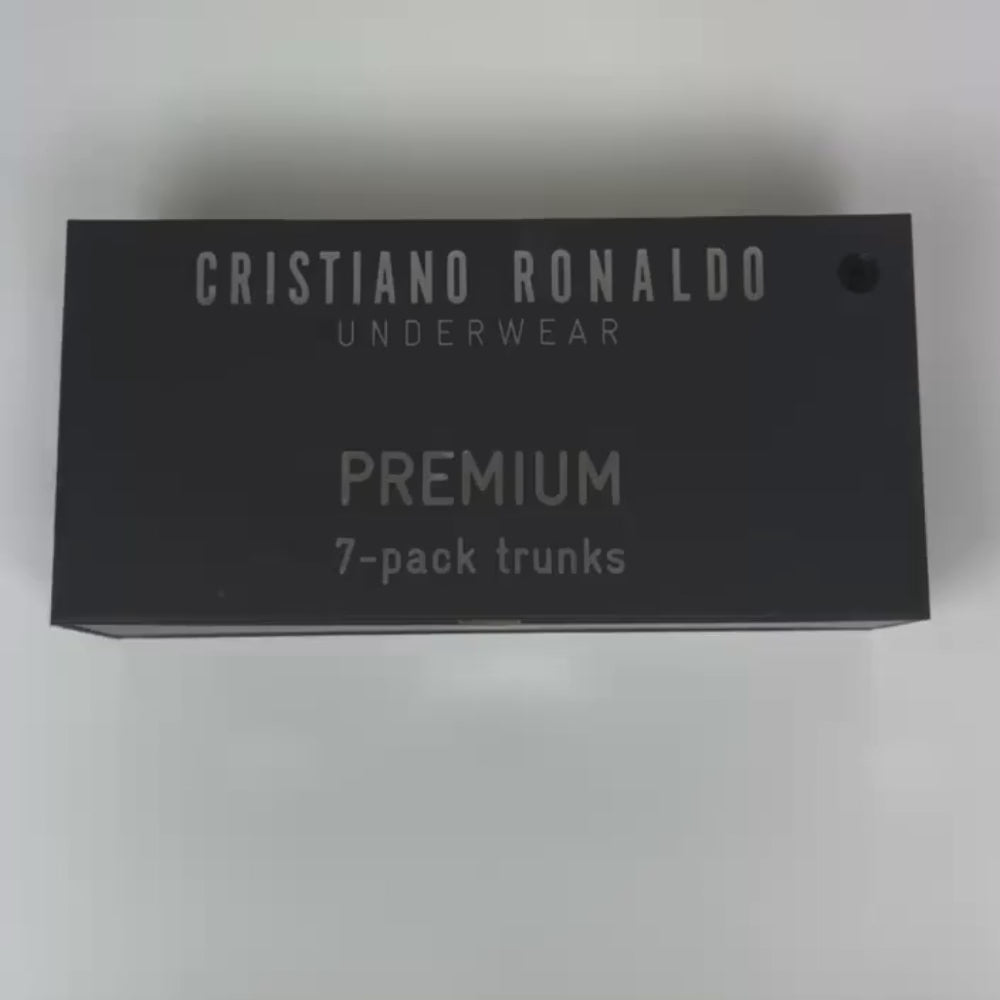 CRISTIANO RONALDO
UNDERWEAR
PREMIUM
7-pack trunks